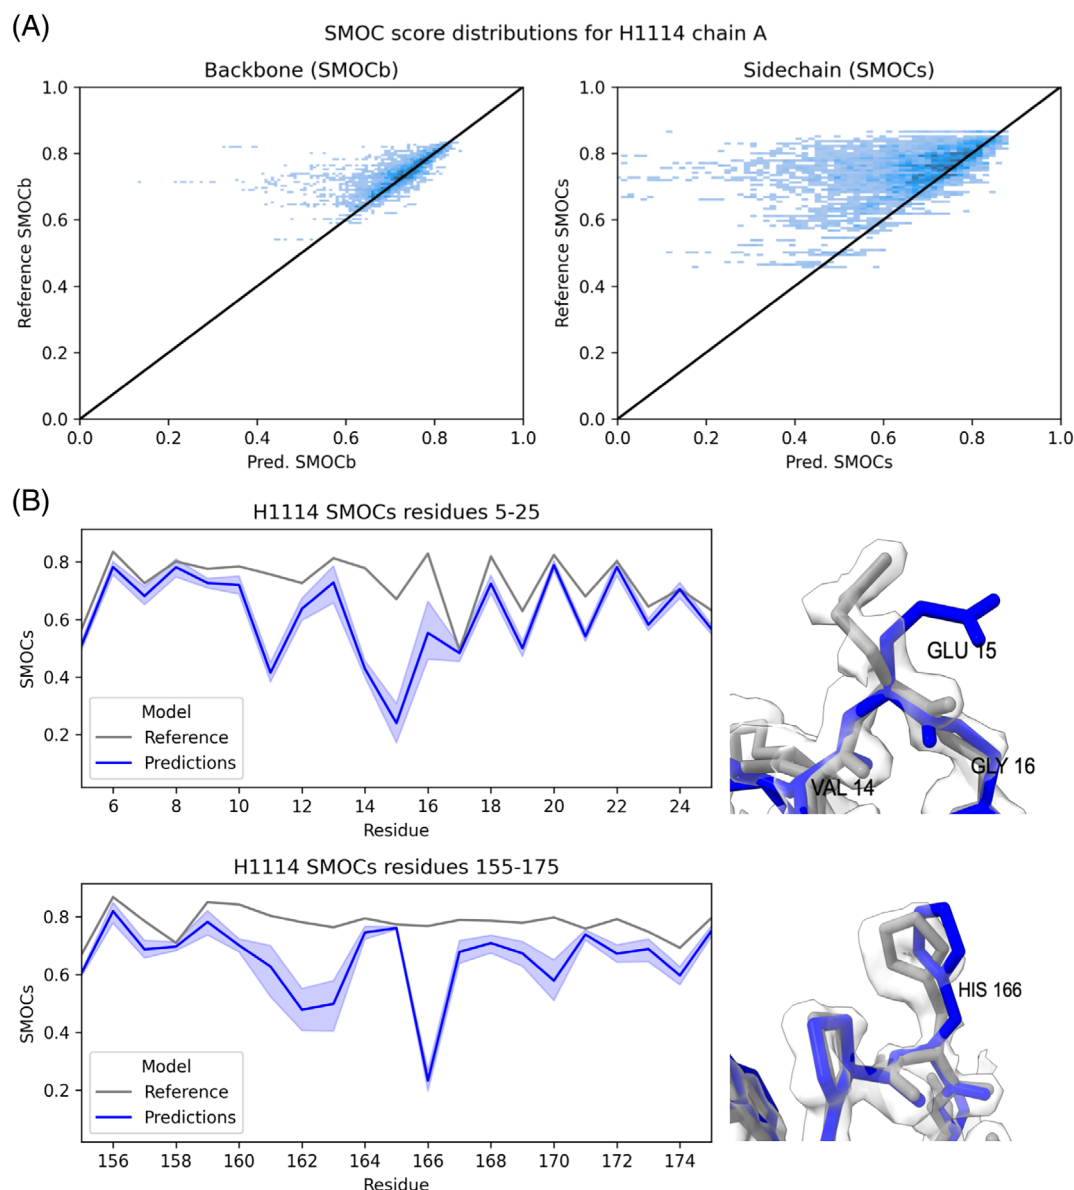 (A)
SMOC score distributions for H1114 chain A
Backbone (SMOCb)
Sidechain (SMOCs)
1.0
0.8
0.6
0.4
0.2
0.0
Reference SMOCb
0.0 0.2 0.4 0.6 0.8 1.0
Pred. SMOCb
1.0
0.8
0.6
0.4
0.2
0.0
Reference SMOCs
0.0 0.2 0.4 0.6 0.8 1.0
Pred. SMOCs
(B)
H1114 SMOCs residues 5-25
0.8
0.6
0.4
0.2
SMOCs
Model
Reference
Predictions
6 8 10 12 14 16 18 20 22 24
Residue
GLU 15
GLY 16
VAL 14
H1114 SMOCs residues 155-175
0.8
0.6
0.4
0.2
SMOCs
Model
Reference
Predictions
156 158 160 162 164 166 168 170 172 174
Residue
HIS 166